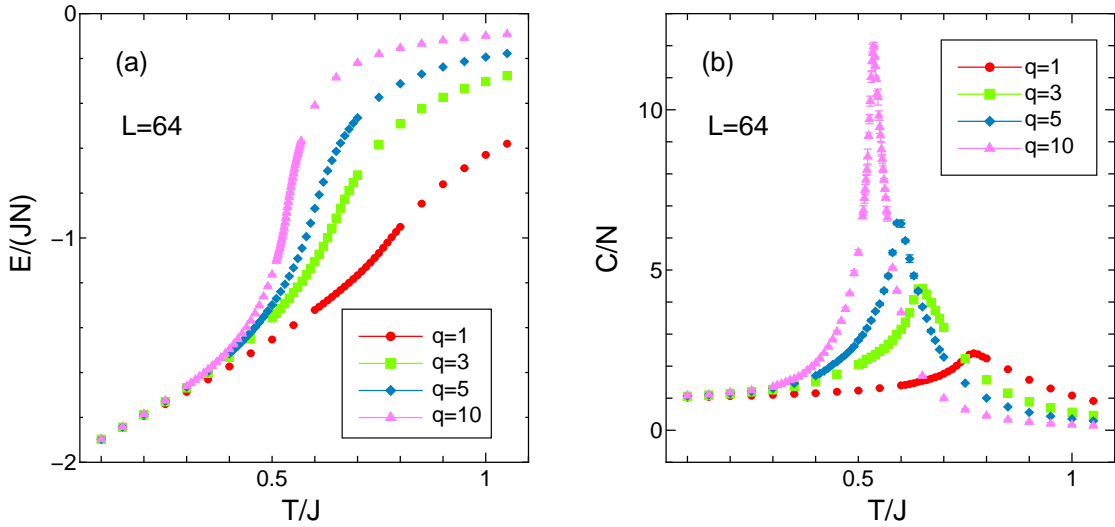 (a)
L=64
0
−1
−2
0.5
1
E/(JN)
T/J
q=1
q=3
q=5
q=10
(b)
L=64
10
5
0
0.5
1
C/N
T/J
q=1
q=3
q=5
q=10